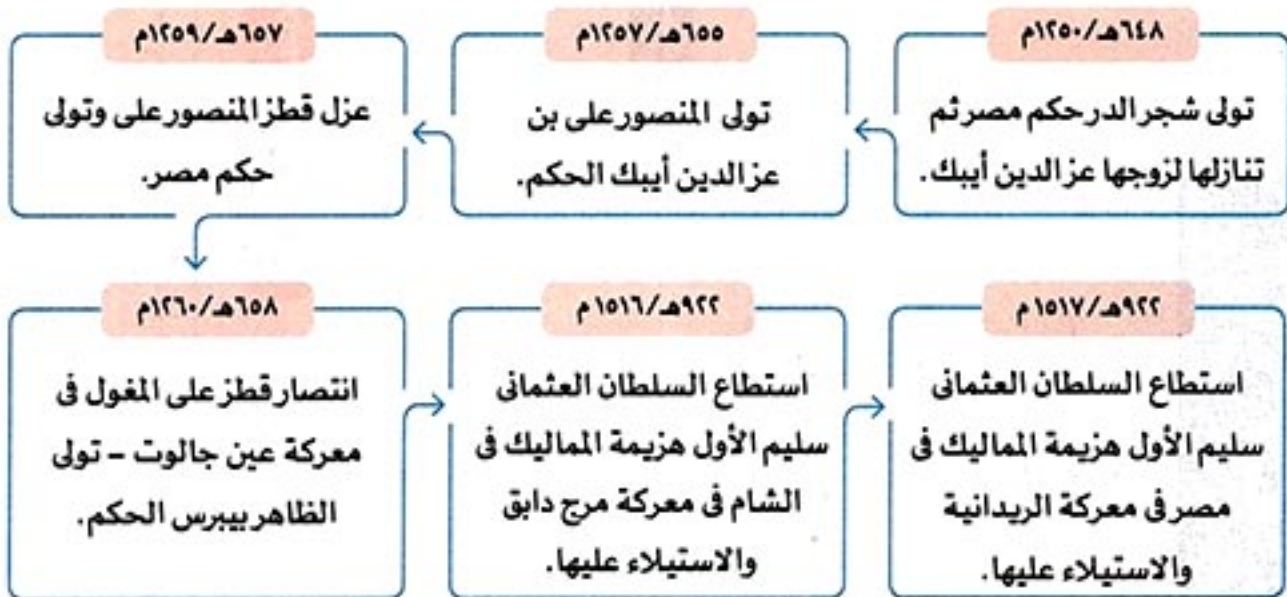 ٦٤٨هـ/١٢٥٠م
تولى شجر الدر حكم مصر ثم
تنازلها لزوجها عز الدين أيبك.
٦٥٥هـ/١٢٥٧م
تولى المنصور على بن
عز الدين أيبك الحكم.
٦٥٧هـ/١٢٥٩م
عزل قطز المنصور على وتولى
حكم مصر.
٦٥٨هـ/١٢٦٠م
انتصار قطز على المغول فى
معركة عين جالوت – تولى
الظاهر بيبرس الحكم.
٩٢٢هـ/١٥١٦م
استطاع السلطان العثمانى
سليم الأول هزيمة المماليك فى
الشام فى معركة مرج دابق
والاستيلاء عليها.
٩٢٢هـ/١٥١٧م
استطاع السلطان العثمانى
سليم الأول هزيمة المماليك فى
مصر فى معركة الريدانية
والاستيلاء عليها.